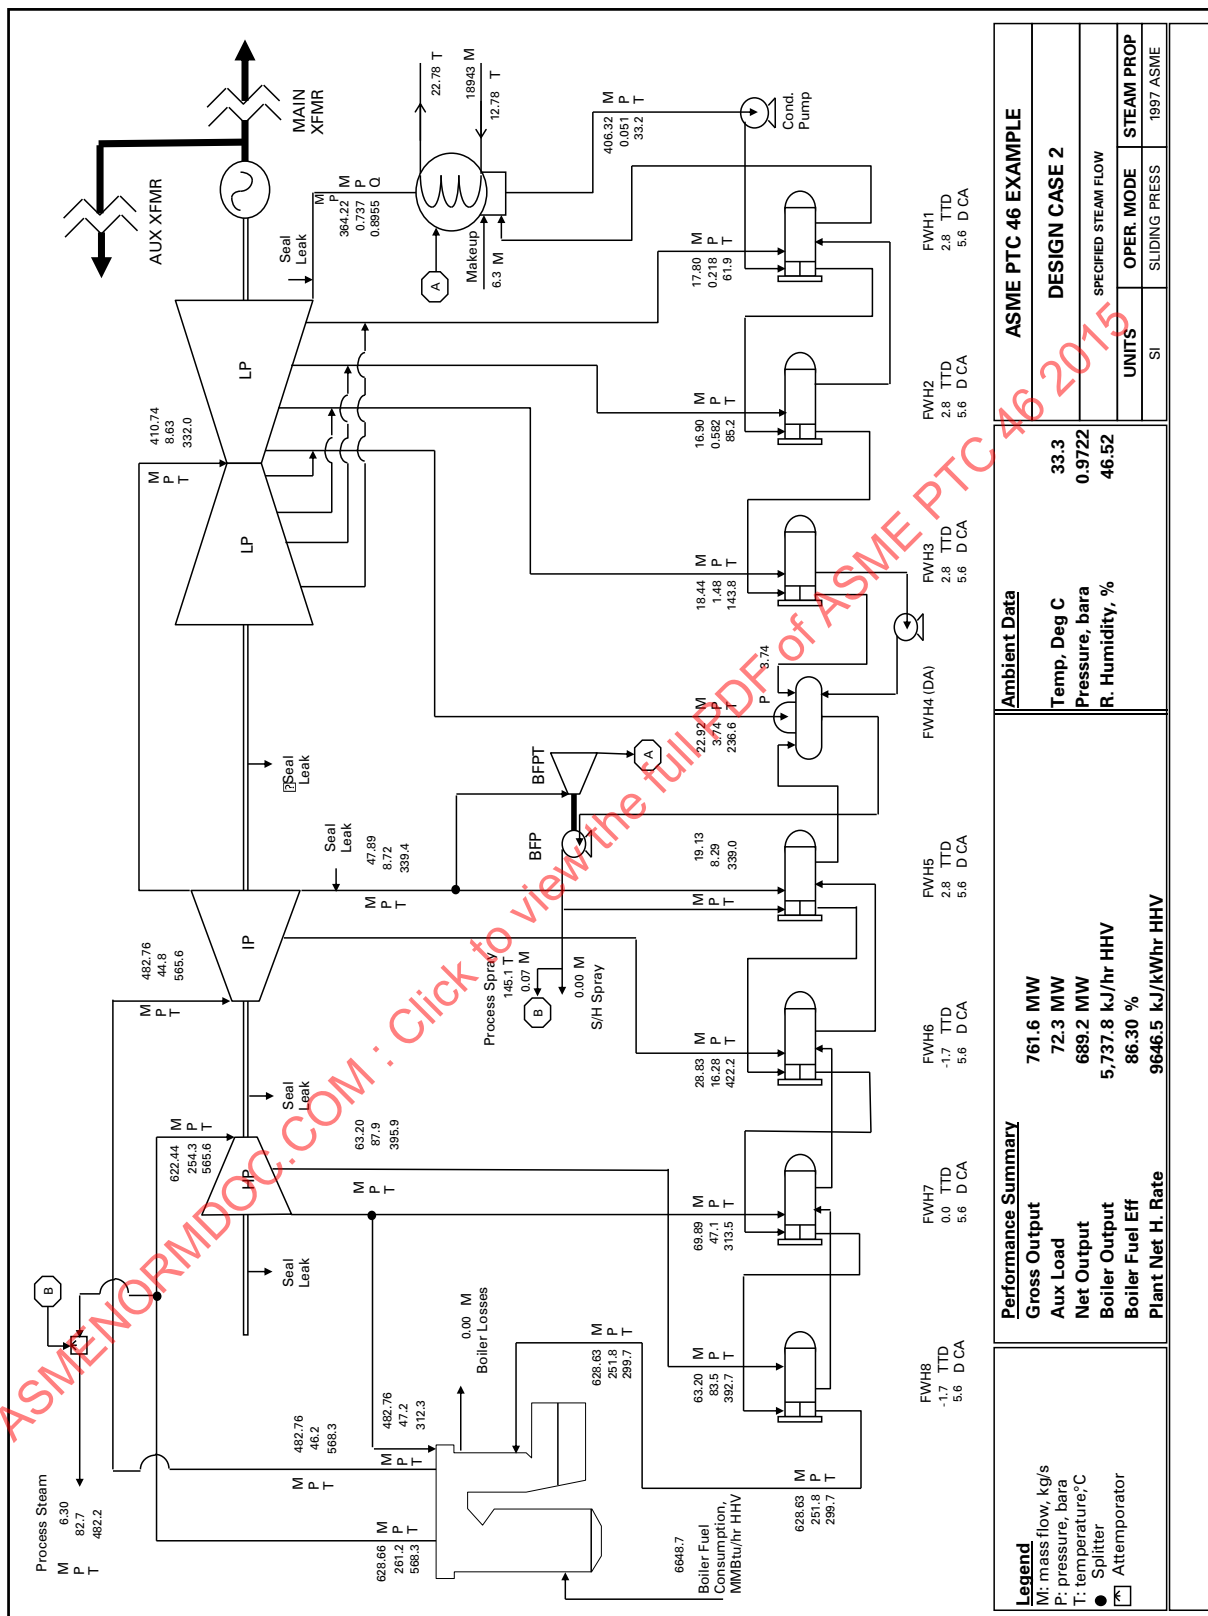 Process Steam
M 6.30
P 82.7
T 482.2
B
AUX XFMR
MAIN
XFMR
628.66 M
261.2 P
568.3 T
482.76 M
46.2 P
568.3 T
482.76 M
47.2 P
312.3 T
0.00 M
Boiler Losses
6648.7
Boiler Fuel
Consumption,
MMBtu/hr HHV
628.63 M
251.8 P
299.7 T
628.63 M
251.8 P
299.7 T
Seal
Leak
622.44 M
254.3 P
565.6 T
HP
63.20 M
87.9 P
395.9 T
Seal
Leak
482.76 M
44.8 P
565.6 T
IP
Seal
Leak
47.89 M
8.72 P
339.4 T
Seal
Leak
410.74 M
8.63 P
332.0 T
LP
LP
Seal
Leak
M
P
364.22 M
0.737 P
0.8955 Q
22.78 T
18943 M
12.78 T
A
Makeup
6.3 M
406.32 M
0.051 P
33.2 T
Cond.
Pump
Process Spray
145.1 T
0.07 M
B
0.00 M
S/H Spray
BFP
BFPT
A
63.20 M
83.5 P
392.7 T
69.89 M
47.1 P
313.5 T
28.83 M
16.28 P
422.2 T
19.13 M
8.29 P
339.0 T
22.92 M
3.74 P
236.6 T
P
3.74
18.44 M
1.48 P
143.8 T
16.90 M
0.582 P
85.2 T
17.80 M
0.218 P
61.9 T
FWH8
-1.7 TTD
5.6 D CA
FWH7
0.0 TTD
5.6 D CA
FWH6
-1.7 TTD
5.6 D CA
FWH5
2.8 TTD
5.6 D CA
FWH4 (DA)
FWH3
2.8 TTD
5.6 D CA
FWH2
2.8 TTD
5.6 D CA
FWH1
2.8 TTD
5.6 D CA
Legend
M: mass flow, kg/s
P: pressure, bara
T: temperature,°C
Splitter
Attemporator
Performance Summary
Gross Output 761.6 MW
Aux Load 72.3 MW
Net Output 689.2 MW
Boiler Output 5,737.8 kJ/hr HHV
Boiler Fuel Eff 86.30 %
Plant Net H. Rate 9646.5 kJ/kWhr HHV
Ambient Data
Temp, Deg C 33.3
Pressure, bara 0.9722
R. Humidity, % 46.52
ASME PTC 46 EXAMPLE
DESIGN CASE 2
SPECIFIED STEAM FLOW
UNITS OPER. MODE STEAM PROP
SI SLIDING PRESS 1997 ASME
ASMENORMDOC.COM : Click to view the full PDF of ASME PTC 46 2015